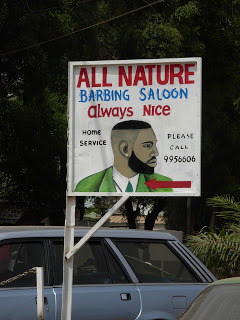 ALL NATURE
BARBING SALOON
always NICE
HOME
SERVICE
PLEASE
CALL
9956606